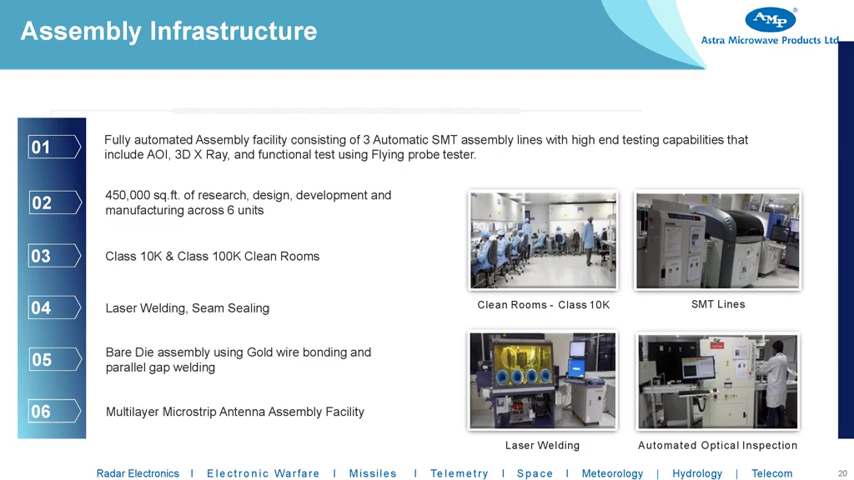 Assembly Infrastructure
AMP
Astra Microwave Products Ltd
01
Fully automated Assembly facility consisting of 3 Automatic SMT assembly lines with high end testing capabilities that
include AOI, 3D X Ray, and functional test using Flying probe tester.
02
450,000 sq.ft. of research, design, development and
manufacturing across 6 units
03
Class 10K & Class 100K Clean Rooms
04
Laser Welding, Seam Sealing
05
Bare Die assembly using Gold wire bonding and
parallel gap welding
06
Multilayer Microstrip Antenna Assembly Facility
Clean Rooms - Class 10K
SMT Lines
Laser Welding
Automated Optical Inspection
Radar Electronics I Electronic Warfare I Missiles I Telemetry I Space I Meteorology | Hydrology | Telecom
20